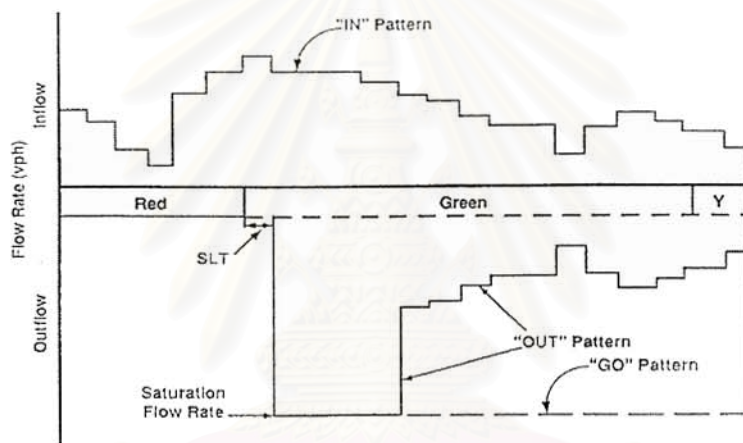 "IN" Pattern
Inflow
Flow Rate (vph)
Red
Green
Y
SLT
Outflow
"OUT" Pattern
"GO" Pattern
Saturation
Flow Rate